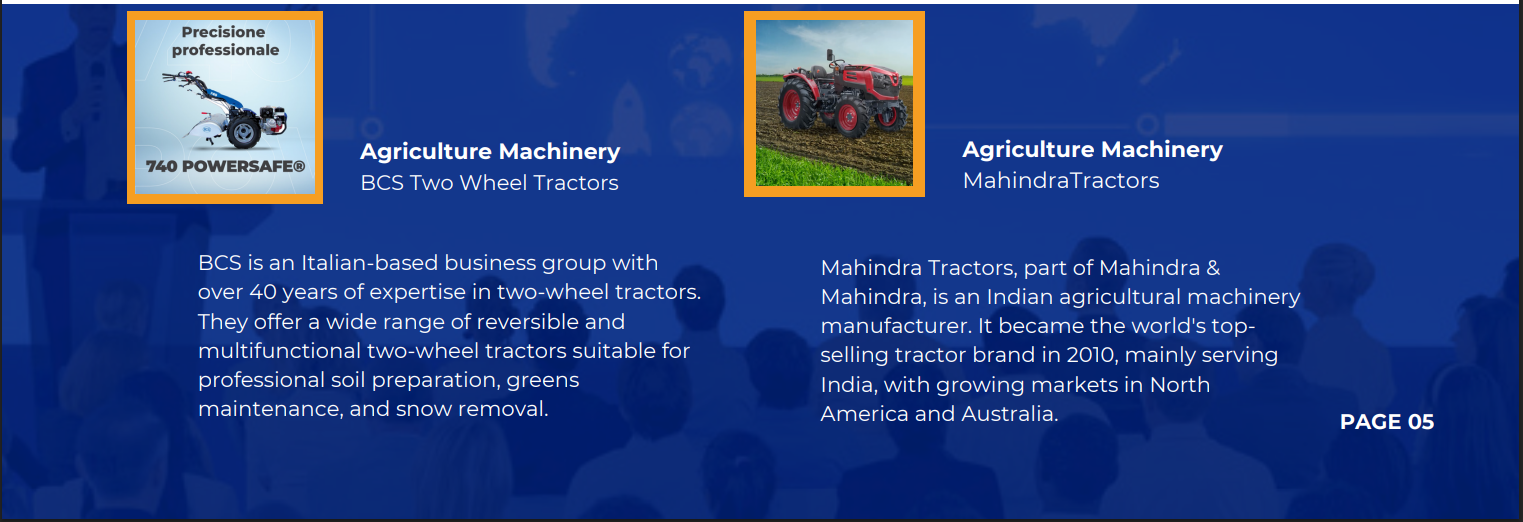 Precisione
professionale
740 POWERSAFE®
Agriculture Machinery
BCS Two Wheel Tractors
BCS is an Italian-based business group with
over 40 years of expertise in two-wheel tractors.
They offer a wide range of reversible and
multifunctional two-wheel tractors suitable for
professional soil preparation, greens
maintenance, and snow removal.
Agriculture Machinery
MahindraTractors
Mahindra Tractors, part of Mahindra &
Mahindra, is an Indian agricultural machinery
manufacturer. It became the world's top-
selling tractor brand in 2010, mainly serving
India, with growing markets in North
America and Australia.
PAGE 05